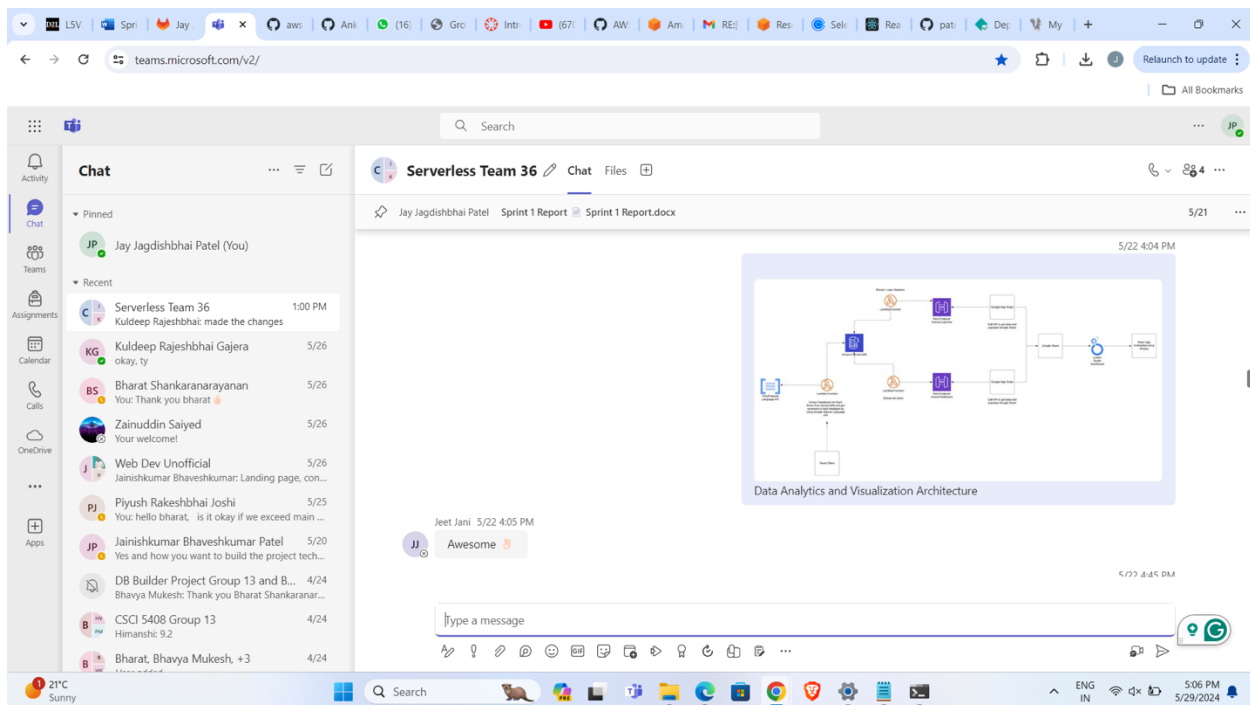 L5V
Spri
Jay
aws
Ank
(16)
Gro
Intr
(67(
AW
Am
RE:
Res
Sele
Rea
pati
Dep
My
teams.microsoft.com/v2/
Relaunch to update
All Bookmarks
Search
JP
Activity
Chat
Teams
Assignments
Calendar
Calls
OneDrive
Apps
Chat
Pinned
JP Jay Jagdishbhai Patel (You)
Recent
Serverless Team 36 1:00 PM
Kuldeep Rajeshbhai: made the changes
KG Kuldeep Rajeshbhai Gajera 5/26
okay, ty
BS Bharat Shankaranarayanan 5/26
You: Thank you bharat
Zainuddin Saiyed 5/26
Your welcome!
Web Dev Unofficial 5/26
Jainishkumar Bhaveshkumar: Landing page, con...
PJ Piyush Rakeshbhai Joshi 5/25
You: hello bharat, is it okay if we exceed main ...
JP Jainishkumar Bhaveshkumar Patel 5/20
Yes and how you want to build the project tech...
DB Builder Project Group 13 and B... 4/24
Bhavya Mukesh: Thank you Bharat Shankaranar...
CSCI 5408 Group 13 4/24
Himanshi: 9.2
Bharat, Bhavya Mukesh, +3 4/24
Serverless Team 36 Chat Files
4
Jay Jagdishbhai Patel Sprint 1 Report Sprint 1 Report.docx 5/21
5/22 4:04 PM
Data Analytics and Visualization Architecture
Jeet Jani 5/22 4:05 PM
JJ Awesome
5/22 4:45 PM
Type a message
GIF
21°C
Sunny
Search
PRE
ENG
IN
5:06 PM
5/29/2024